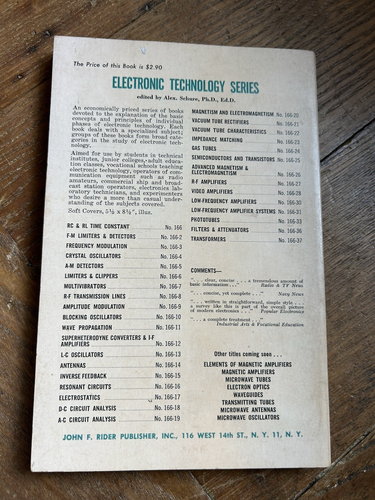 The Price of this Book is $2.90
ELECTRONIC TECHNOLOGY SERIES
edited by Alex. Schure, Ph.D., Ed.D.
An economically priced series of books
devoted to the explanation of the basic
concepts and principles of individual
phases of electronic technology. Each
book deals with a specialized subject;
groups of these books form broad cate-
gories in the study of electronic tech-
nology.
Aimed for use by students in technical
institutes, junior colleges, adult educa-
tion classes, vocational schools teaching
electronic technology, operators of com-
munication equipment such as radio
amateurs, commercial ship and broad-
cast station operators, electronics lab-
oratory technicians, and experimenters
who desire a more than casual under-
standing of the subjects covered.
Soft Covers, 5½ x 8½", illus.
RC & RL TIME CONSTANT No. 166
F-M LIMITERS & DETECTORS No. 166-2
FREQUENCY MODULATION No. 166-3
CRYSTAL OSCILLATORS No. 166-4
A-M DETECTORS No. 166-5
LIMITERS & CLIPPERS No. 166-6
MULTIVIBRATORS No. 166-7
R-F TRANSMISSION LINES No. 166-8
AMPLITUDE MODULATION No. 166-9
BLOCKING OSCILLATORS No. 166-10
WAVE PROPAGATION No. 166-11
SUPERHETERODYNE CONVERTERS & I-F
AMPLIFIERS No. 166-12
L-C OSCILLATORS No. 166-13
ANTENNAS No. 166-14
INVERSE FEEDBACK No. 166-15
RESONANT CIRCUITS No. 166-16
ELECTROSTATICS No. 166-17
D-C CIRCUIT ANALYSIS No. 166-18
A-C CIRCUIT ANALYSIS No. 166-19
MAGNETISM AND ELECTROMAGNETISM No. 166-20
VACUUM TUBE RECTIFIERS No. 166-21
VACUUM TUBE CHARACTERISTICS No. 166-22
IMPEDANCE MATCHING No. 166-23
GAS TUBES No. 166-24
SEMICONDUCTORS AND TRANSISTORS No. 166-25
ADVANCED MAGNETISM &
ELECTROMAGNETISM No. 166-26
R-F AMPLIFIERS No. 166-27
VIDEO AMPLIFIERS No. 166-28
LOW-FREQUENCY AMPLIFIERS No. 166-30
LOW-FREQUENCY AMPLIFIER SYSTEMS No. 166-31
PHOTOTUBES No. 166-33
FILTERS & ATTENUATORS No. 166-36
TRANSFORMERS No. 166-37
COMMENTS—
". . . clear, concise . . . a tremendous amount of
basic information . . ." Radio & TV News
". . . concise, yet complete . . ." Navy News
". . . written in straightforward, simple style . . .
a survey like this is part of the overall picture
of modern electronics . . ." Popular Electronics
". . . a complete treatment . . ."
Industrial Arts & Vocational Education
Other titles coming soon . . .
ELEMENTS OF MAGNETIC AMPLIFIERS
MAGNETIC AMPLIFIERS
MICROWAVE TUBES
ELECTRON OPTICS
WAVEGUIDES
TRANSMITTING TUBES
MICROWAVE ANTENNAS
MICROWAVE OSCILLATORS
JOHN F. RIDER PUBLISHER, INC., 116 WEST 14th ST., N. Y. 11, N. Y.